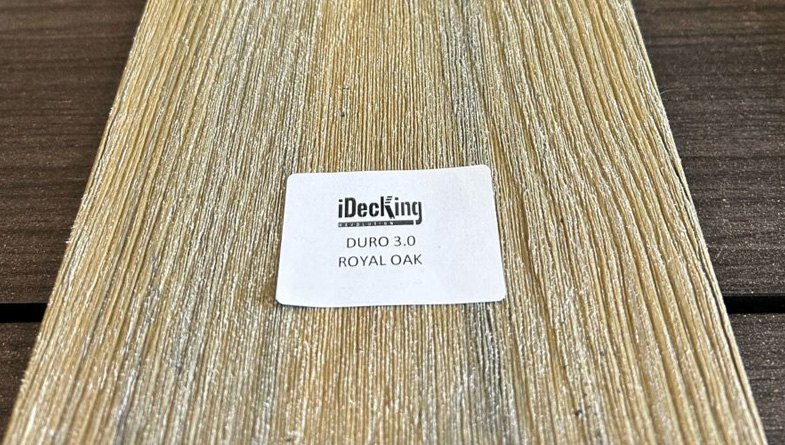 iDecking
REVOLUTION
DURO 3.0
ROYAL OAK